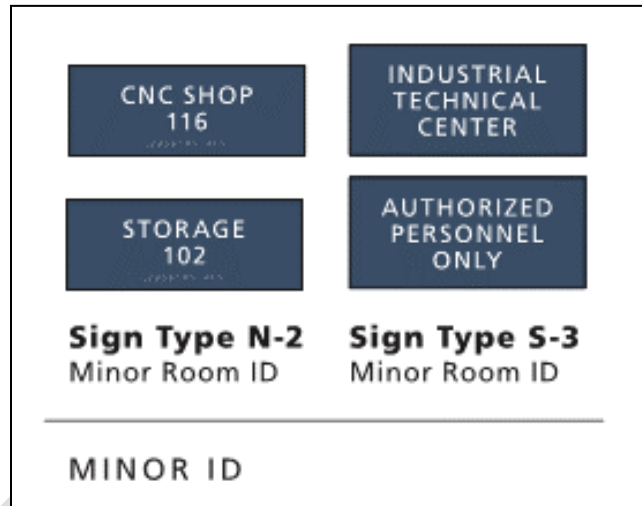 CNC SHOP
116
STORAGE
102
Sign Type N-2
Minor Room ID
INDUSTRIAL
TECHNICAL
CENTER
AUTHORIZED
PERSONNEL
ONLY
Sign Type S-3
Minor Room ID
MINOR ID